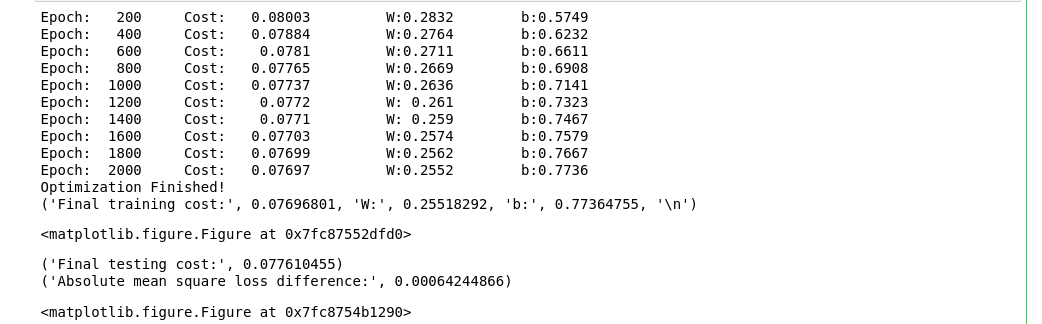 Epoch:   200     Cost:   0.08003         W:0.2832        b:0.5749
Epoch:   400     Cost:   0.07884         W:0.2764        b:0.6232
Epoch:   600     Cost:    0.0781         W:0.2711        b:0.6611
Epoch:   800     Cost:   0.07765         W:0.2669        b:0.6908
Epoch:  1000     Cost:   0.07737         W:0.2636        b:0.7141
Epoch:  1200     Cost:    0.0772         W: 0.261        b:0.7323
Epoch:  1400     Cost:    0.0771         W: 0.259        b:0.7467
Epoch:  1600     Cost:   0.07703         W:0.2574        b:0.7579
Epoch:  1800     Cost:   0.07699         W:0.2562        b:0.7667
Epoch:  2000     Cost:   0.07697         W:0.2552        b:0.7736
Optimization Finished!
('Final training cost:', 0.07696801, 'W:', 0.25518292, 'b:', 0.77364755, '\n')
<matplotlib.figure.Figure at 0x7fc87552dfd0>
('Final testing cost:', 0.077610455)
('Absolute mean square loss difference:', 0.00064244866)
<matplotlib.figure.Figure at 0x7fc8754b1290>